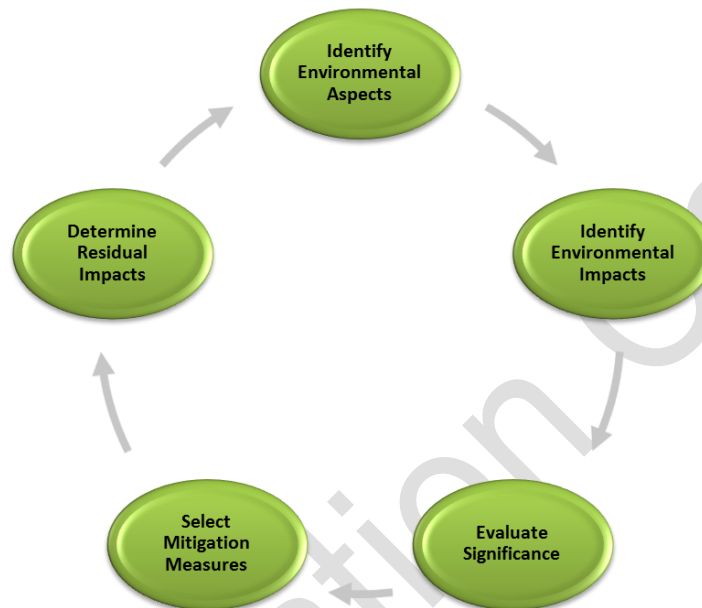 Identify
Environmental
Aspects
Identify
Environmental
Impacts
Evaluate
Significance
Select
Mitigation
Measures
Determine
Residual
Impacts